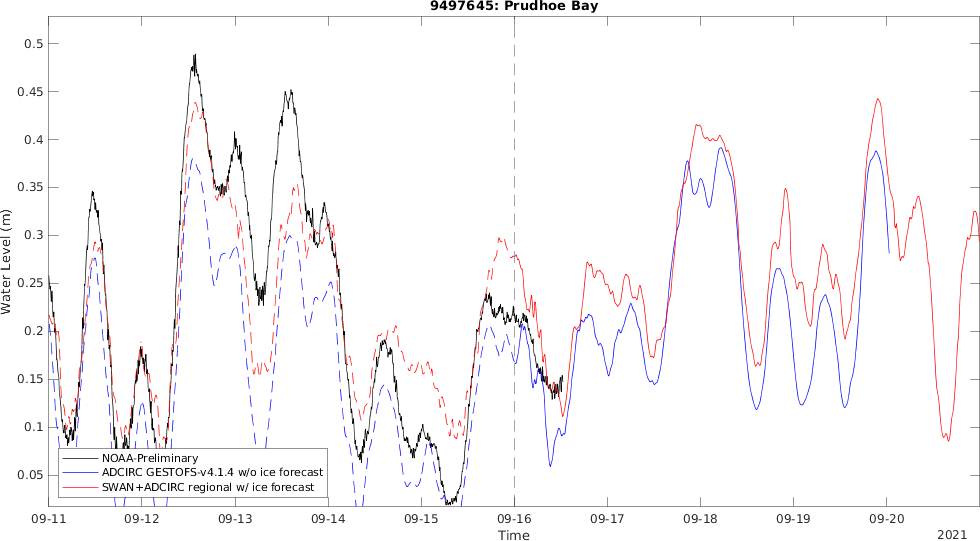 9497645: Prudhoe Bay
0.5
0.45
0.4
0.35
0.3
0.25
0.2
0.15
0.1
0.05
Water Level (m)
NOAA-Preliminary
ADCIRC GESTOFS-v4.1.4 w/o ice forecast
SWAN+ADCIRC regional w/ ice forecast
09-11 09-12 09-13 09-14 09-15 09-16 09-17 09-18 09-19 09-20
Time
2021